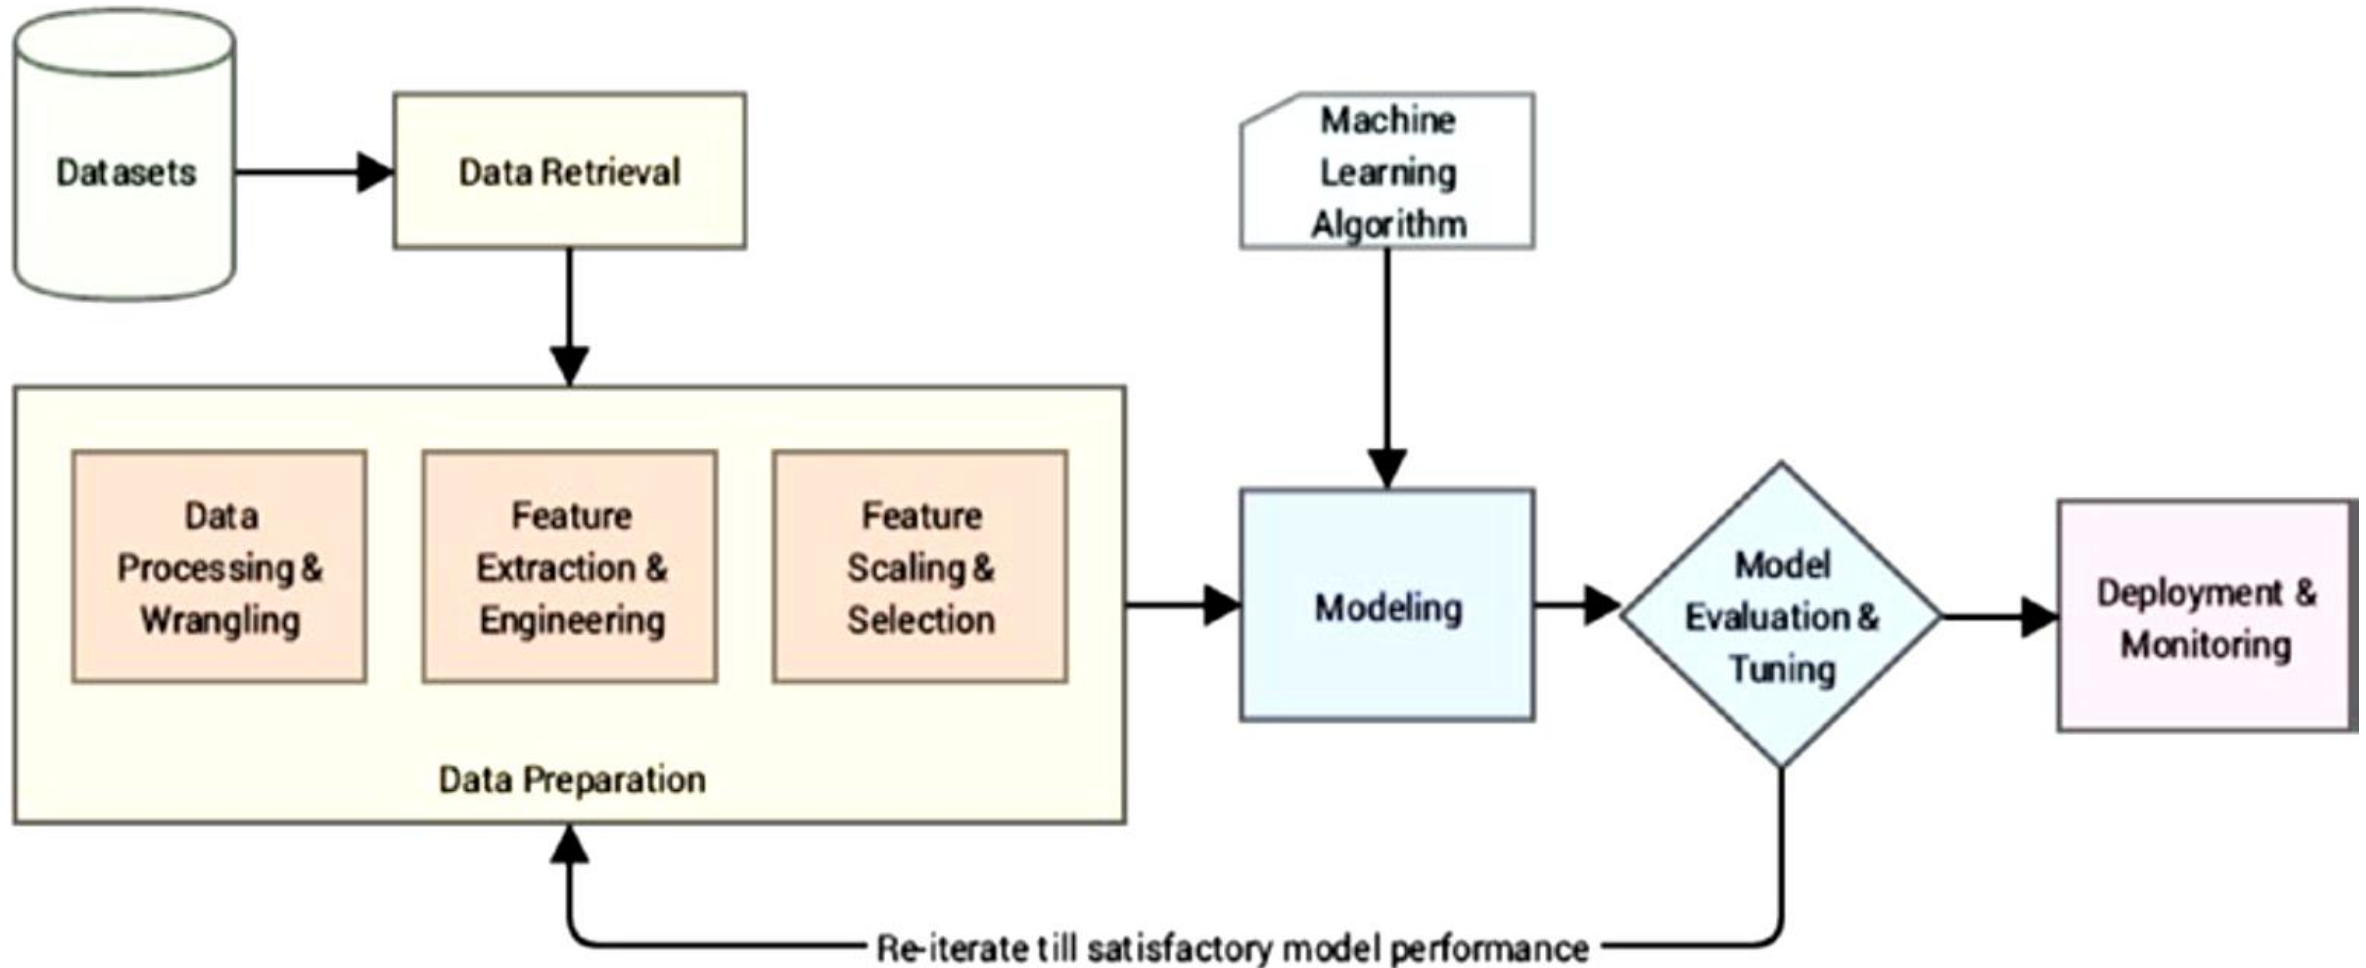 Datasets
Data Retrieval
Machine
Learning
Algorithm
Data
Processing &
Wrangling
Feature
Extraction &
Engineering
Feature
Scaling &
Selection
Data Preparation
Modeling
Model
Evaluation &
Tuning
Deployment &
Monitoring
Re-iterate till satisfactory model performance